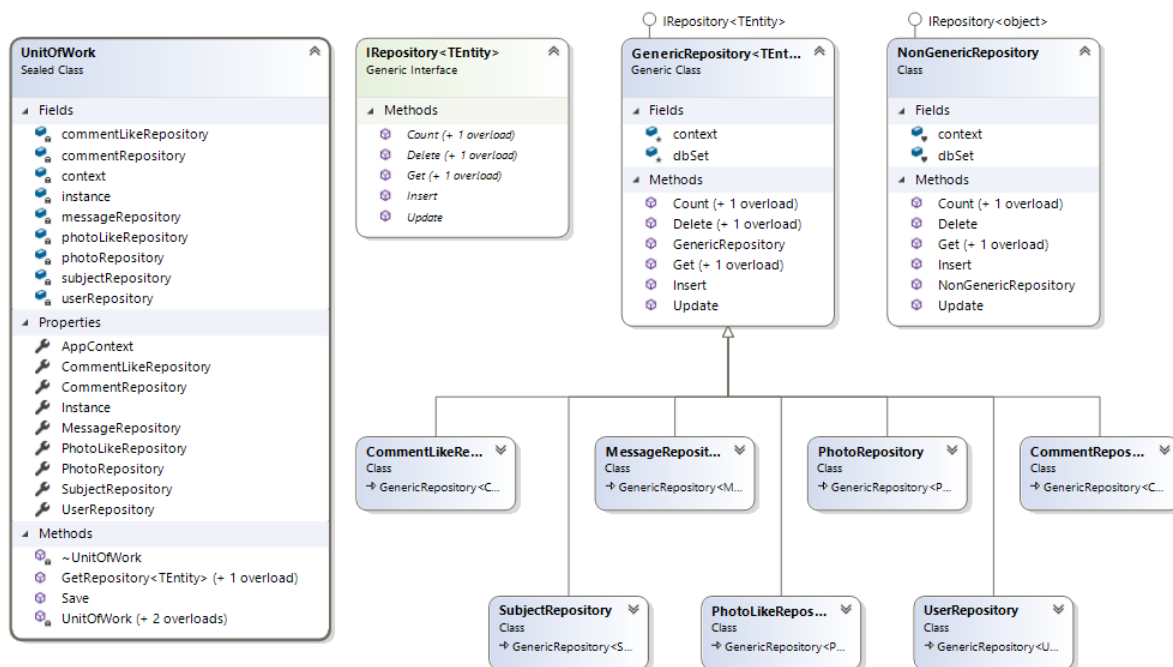 UnitOfWork
Sealed Class
Fields
commentLikeRepository
commentRepository
context
instance
messageRepository
photoLikeRepository
photoRepository
subjectRepository
userRepository
Properties
AppContext
CommentLikeRepository
CommentRepository
Instance
MessageRepository
PhotoLikeRepository
PhotoRepository
SubjectRepository
UserRepository
Methods
~UnitOfWork
GetRepository<TEntity> (+ 1 overload)
Save
UnitOfWork (+ 2 overloads)
IRepository<TEntity>
Generic Interface
Methods
Count (+ 1 overload)
Delete (+ 1 overload)
Get (+ 1 overload)
Insert
Update
IRepository<TEntity>
GenericRepository<TEnt...
Generic Class
Fields
context
dbSet
Methods
Count (+ 1 overload)
Delete (+ 1 overload)
GenericRepository
Get (+ 1 overload)
Insert
Update
IRepository<object>
NonGenericRepository
Class
Fields
context
dbSet
Methods
Count (+ 1 overload)
Delete
Get (+ 1 overload)
Insert
NonGenericRepository
Update
CommentLikeRe...
Class
GenericRepository<C...
MessageReposit...
Class
GenericRepository<M...
PhotoRepository
Class
GenericRepository<P...
CommentRepos...
Class
GenericRepository<C...
SubjectRepository
Class
GenericRepository<S...
PhotoLikeRepos...
Class
GenericRepository<P...
UserRepository
Class
GenericRepository<U...